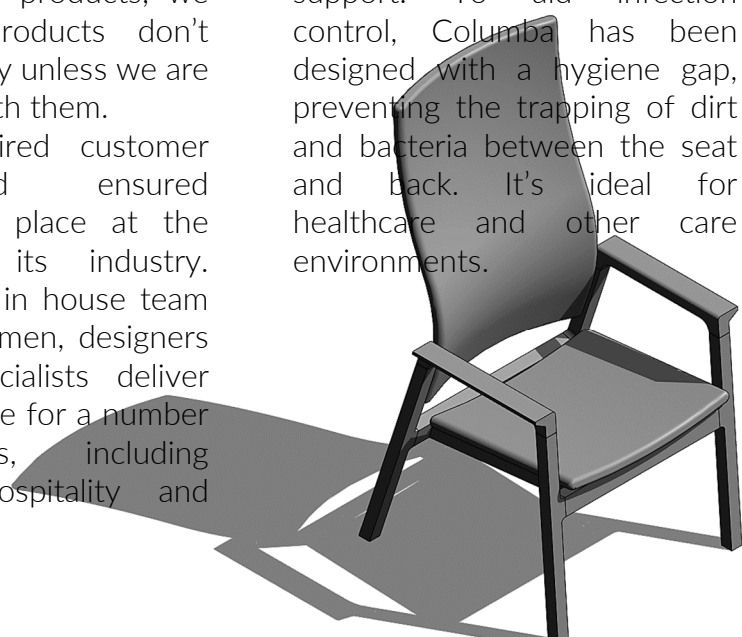 products, we
products don't
y unless we are
th them.
ired customer
d ensured
place at the
its industry.
in house team
men, designers
cialists deliver
e for a number
s, including
ospitality and
support. To aid infection
control, Columba has been
designed with a hygiene gap,
preventing the trapping of dirt
and bacteria between the seat
and back. It’s ideal for
healthcare and other care
environments.